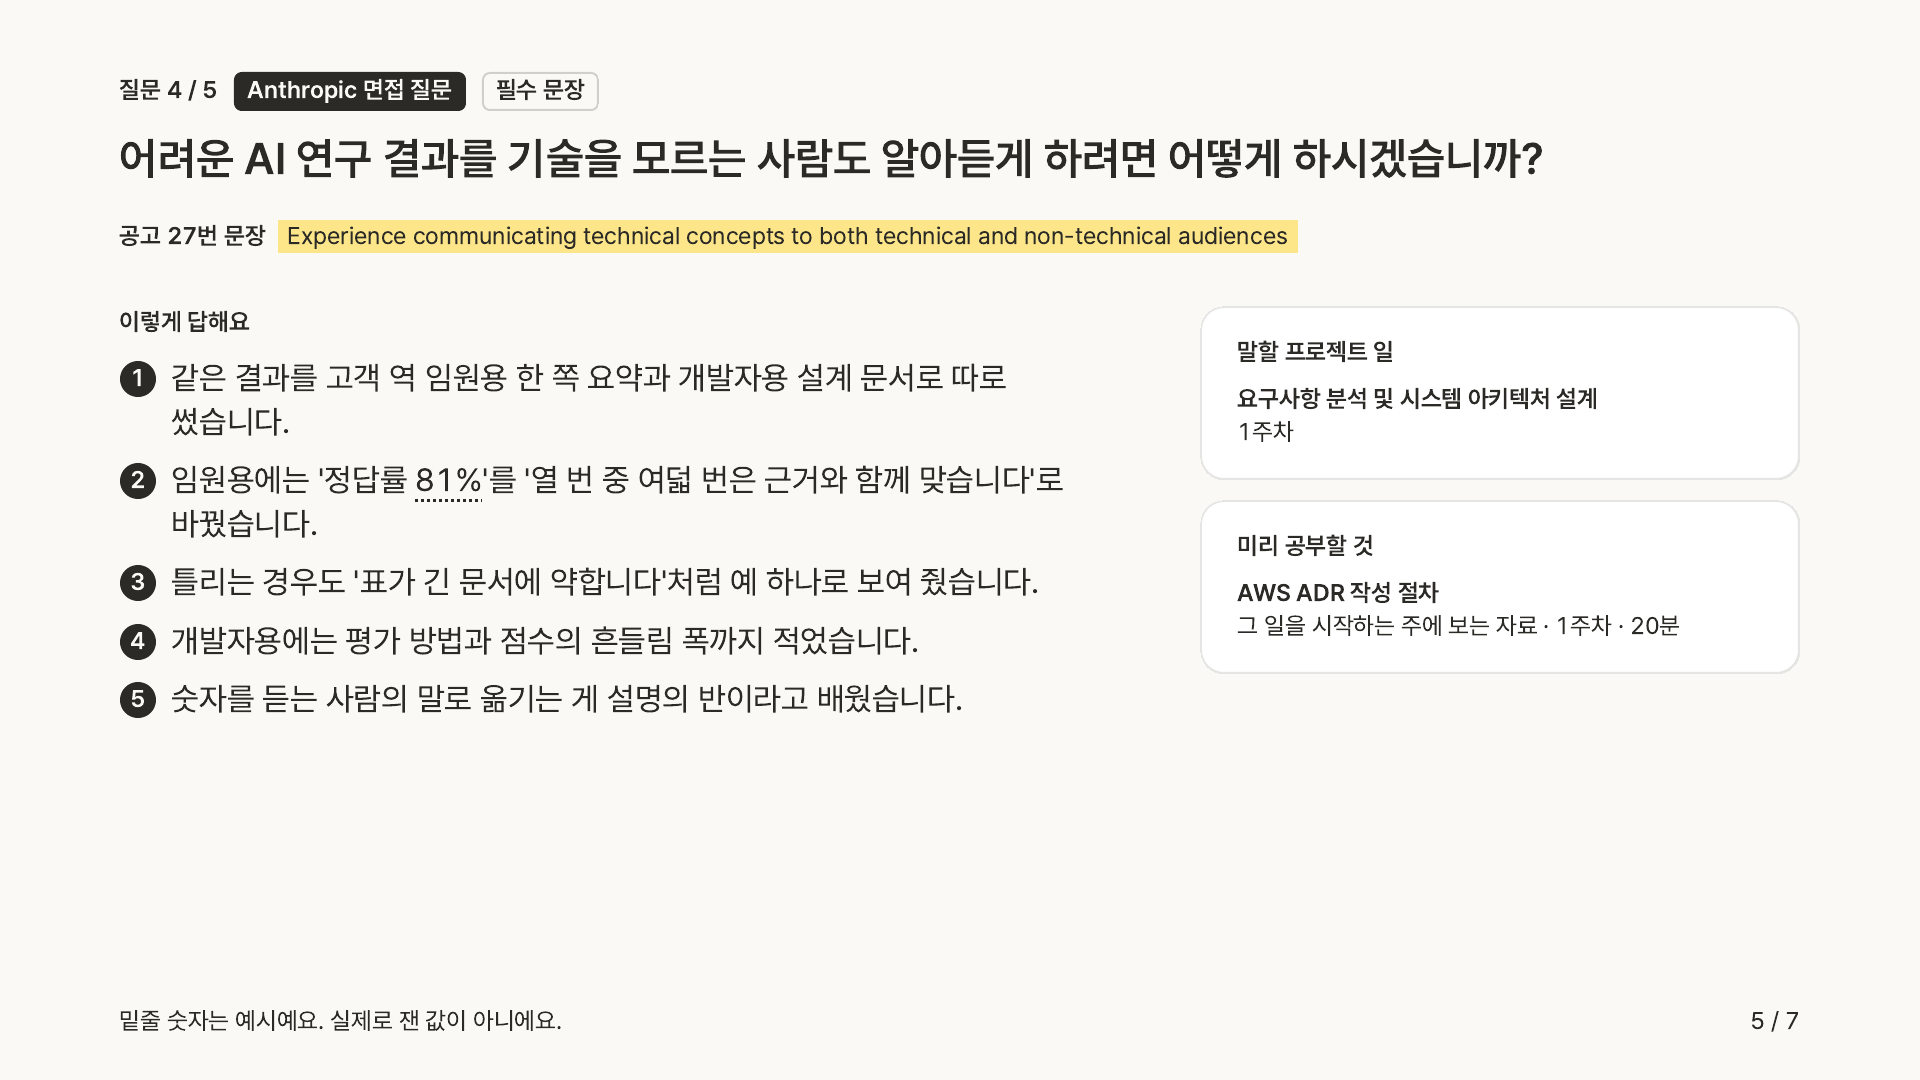 질문 4 / 5 Anthropic 면접 질문 필수 문장
어려운 AI 연구 결과를 기술을 모르는 사람도 알아듣게 하려면 어떻게 하시겠습니까?
공고 27번 문장 Experience communicating technical concepts to both technical and non-technical audiences
이렇게 답해요
1 같은 결과를 고객 역 임원용 한 쪽 요약과 개발자용 설계 문서로 따로
썼습니다.
2 임원용에는 '정답률 81%'를 '열 번 중 여덟 번은 근거와 함께 맞습니다'로
바꿨습니다.
3 틀리는 경우도 '표가 긴 문서에 약합니다'처럼 예 하나로 보여 줬습니다.
4 개발자용에는 평가 방법과 점수의 흔들림 폭까지 적었습니다.
5 숫자를 듣는 사람의 말로 옮기는 게 설명의 반이라고 배웠습니다.
말할 프로젝트 일
요구사항 분석 및 시스템 아키텍처 설계
1주차
미리 공부할 것
AWS ADR 작성 절차
그 일을 시작하는 주에 보는 자료 · 1주차 · 20분
밑줄 숫자는 예시예요. 실제로 잰 값이 아니에요.
5 / 7